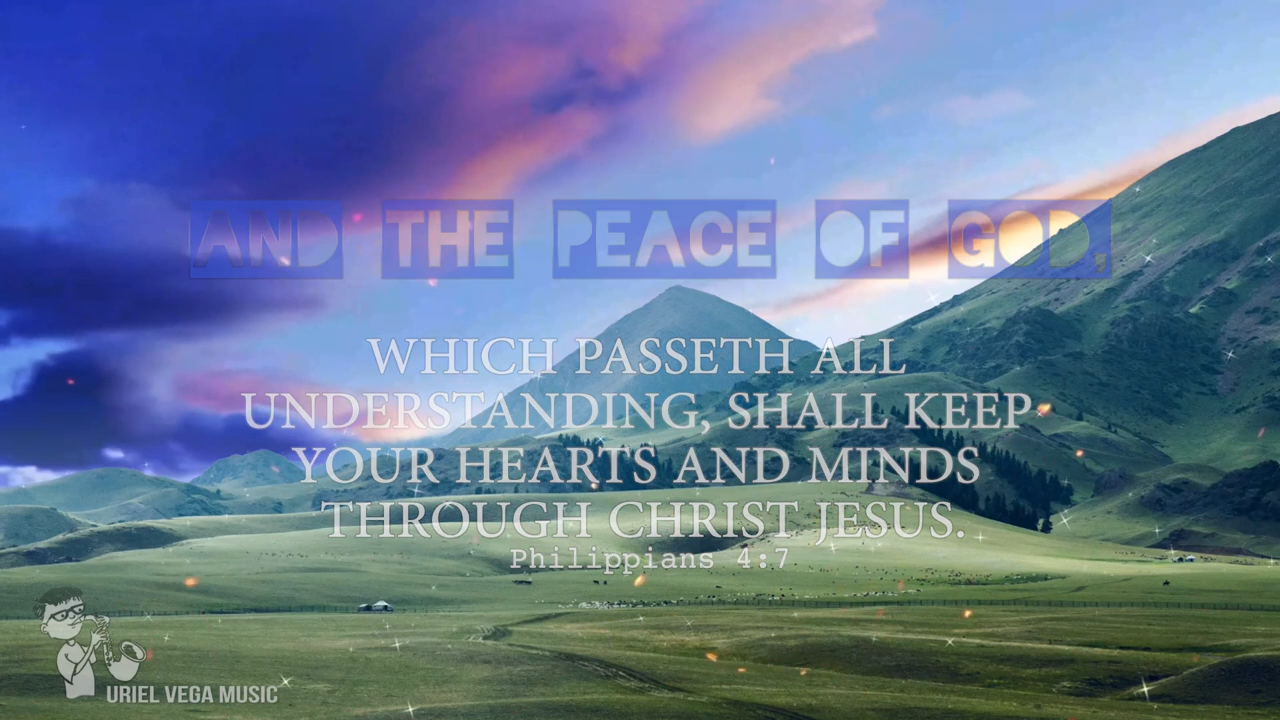 AND THE PEACE OF GOD,
WHICH PASSETH ALL
UNDERSTANDING, SHALL KEEP
YOUR HEARTS AND MINDS
THROUGH CHRIST JESUS.
Philippians 4:7
URIEL VEGA MUSIC